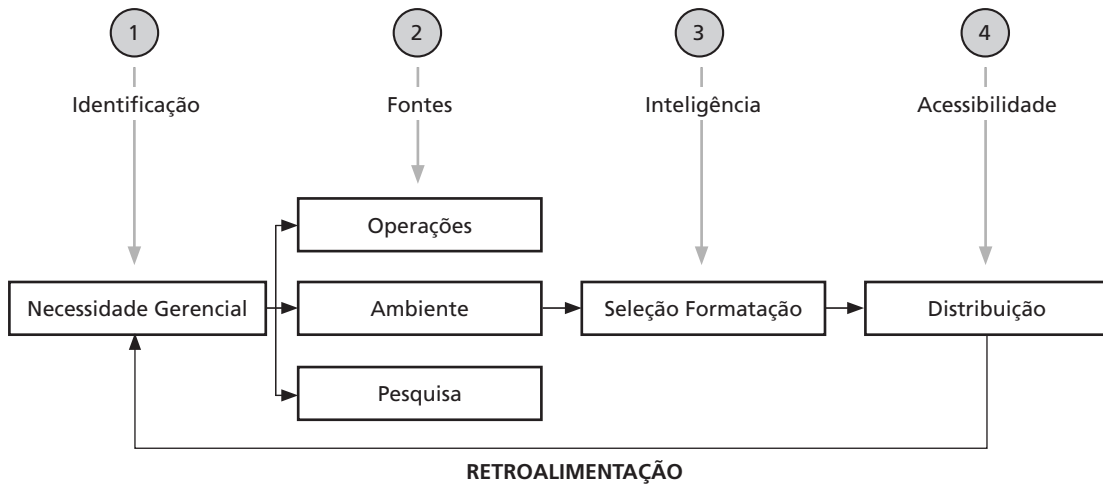 1
2
3
4
Identificação
Fontes
Inteligência
Acessibilidade
Operações
Necessidade Gerencial
Ambiente
Seleção Formatação
Distribuição
Pesquisa
RETROALIMENTAÇÃO